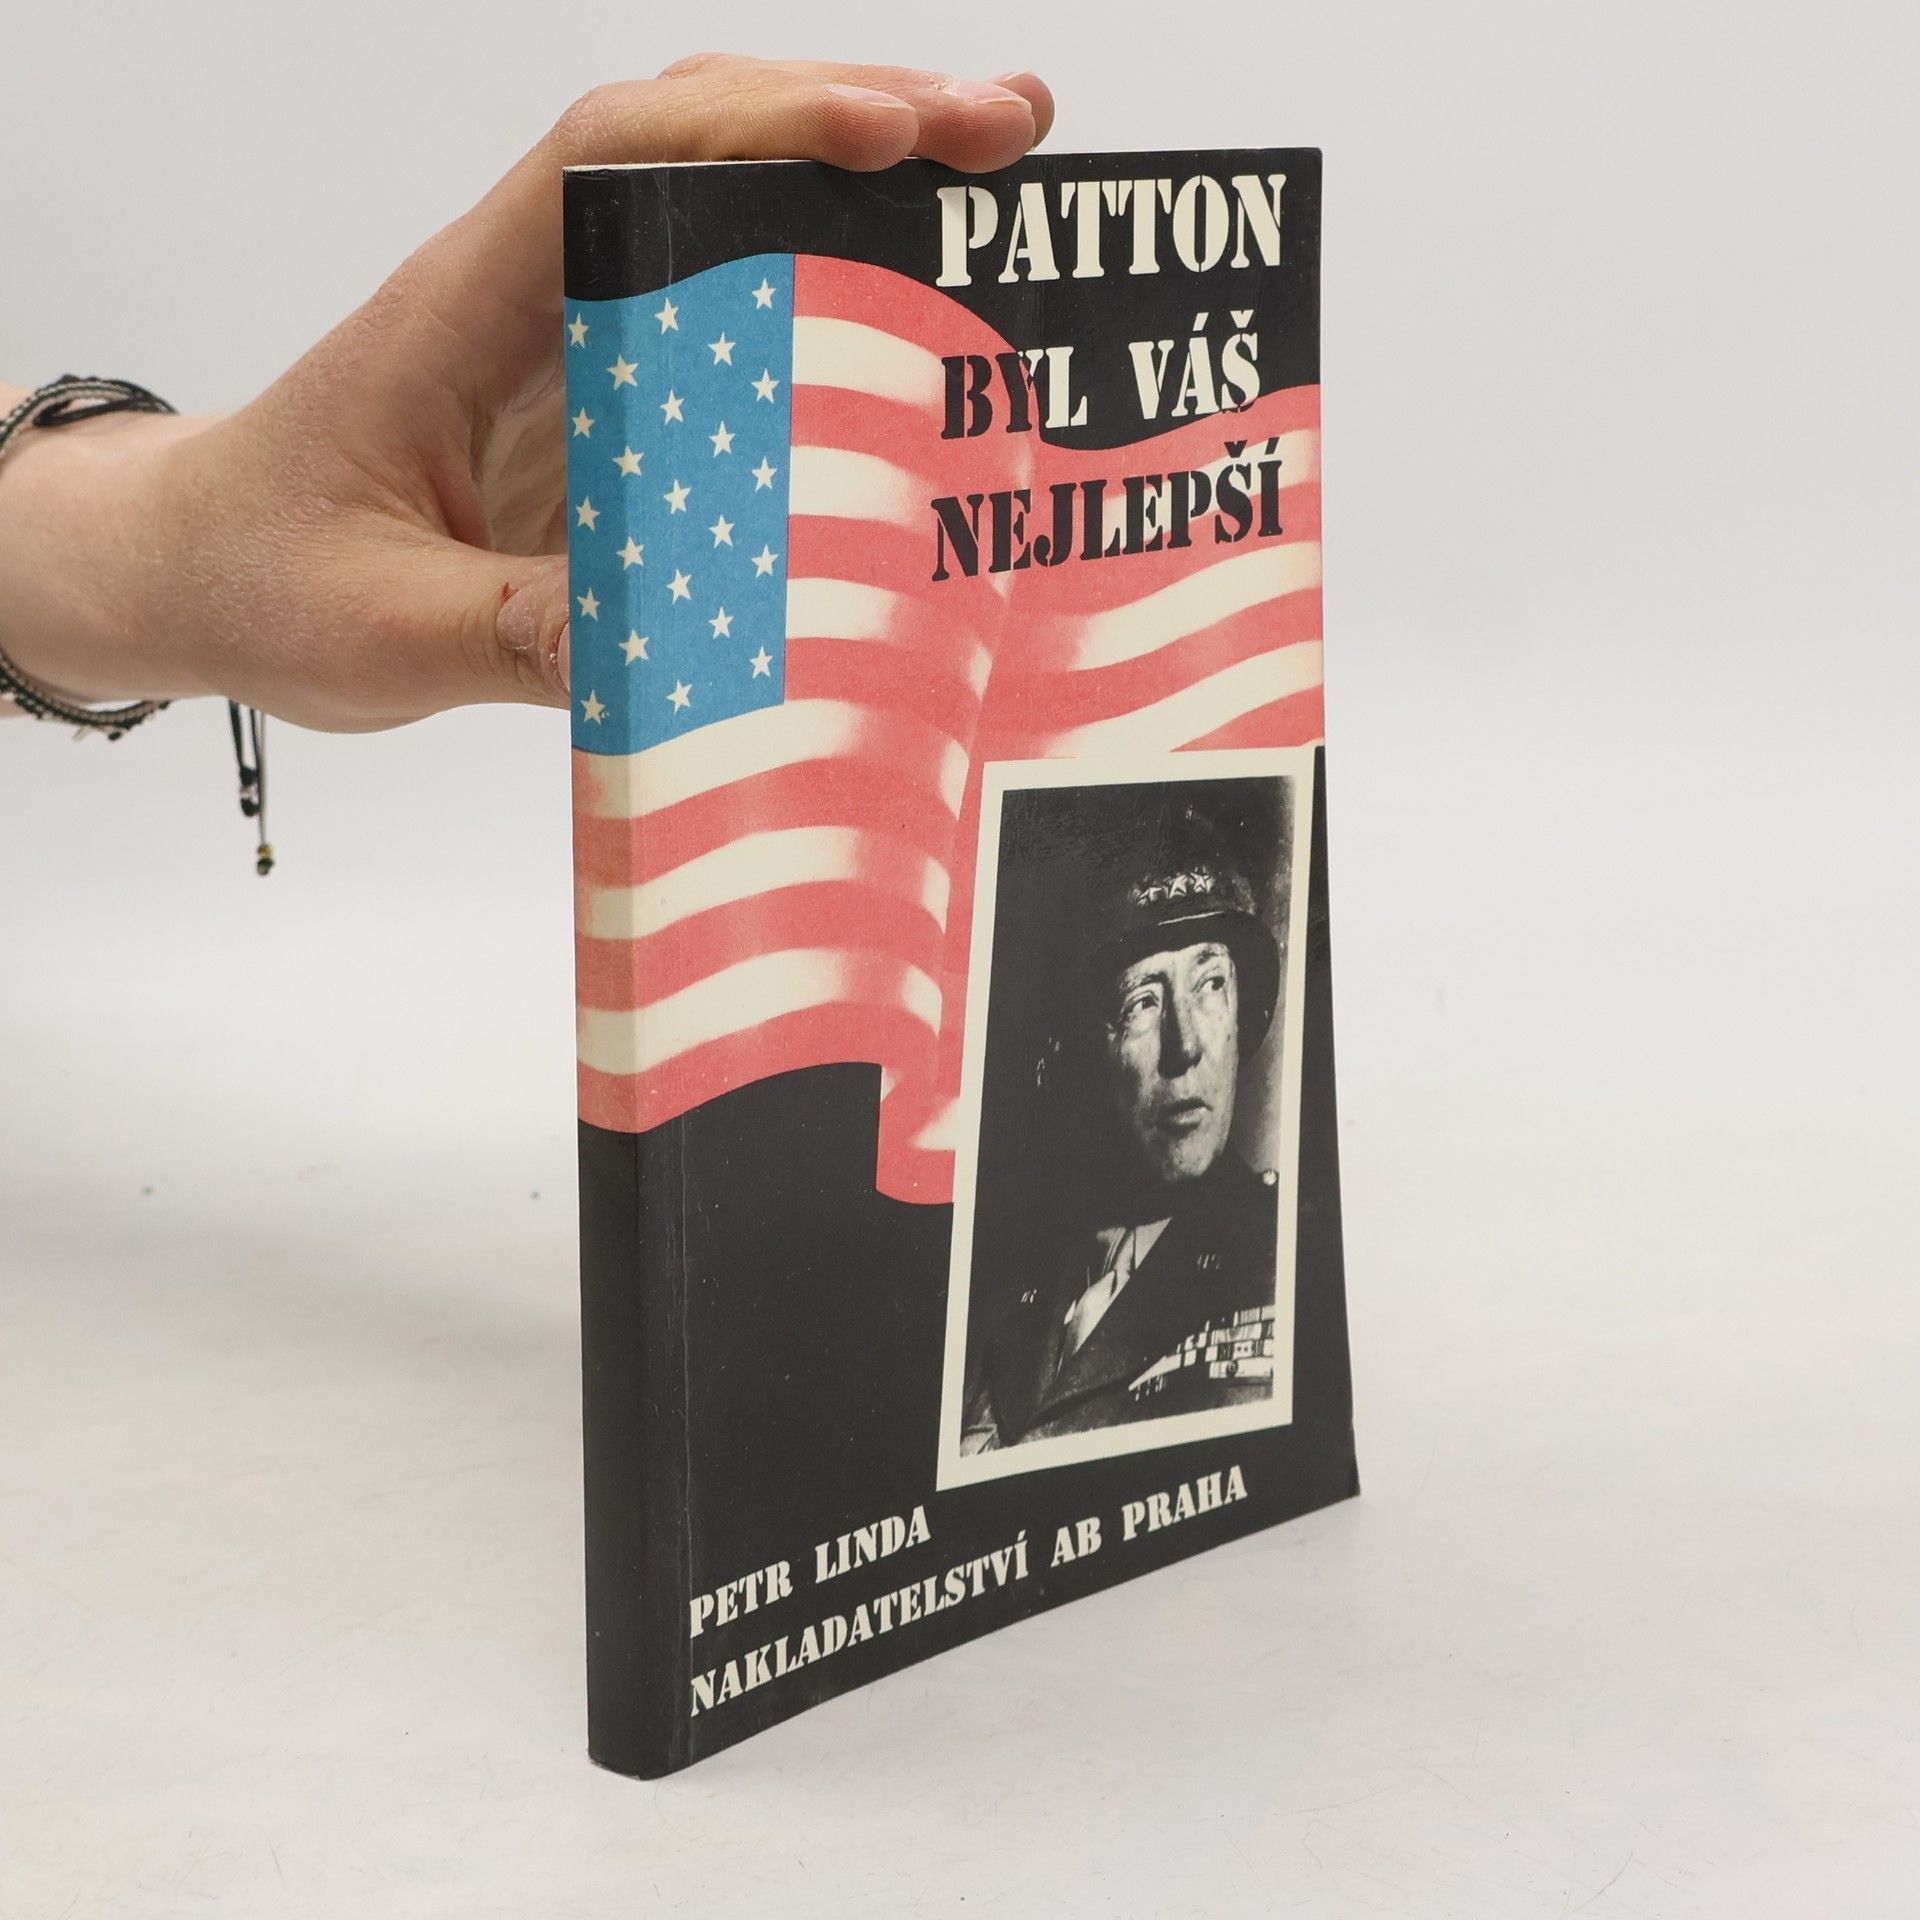 PATTON
BYL VÁŠ
NEJLEPŠÍ
PETR LINDA
NAKLADATELSTVÍ AB PRAHA